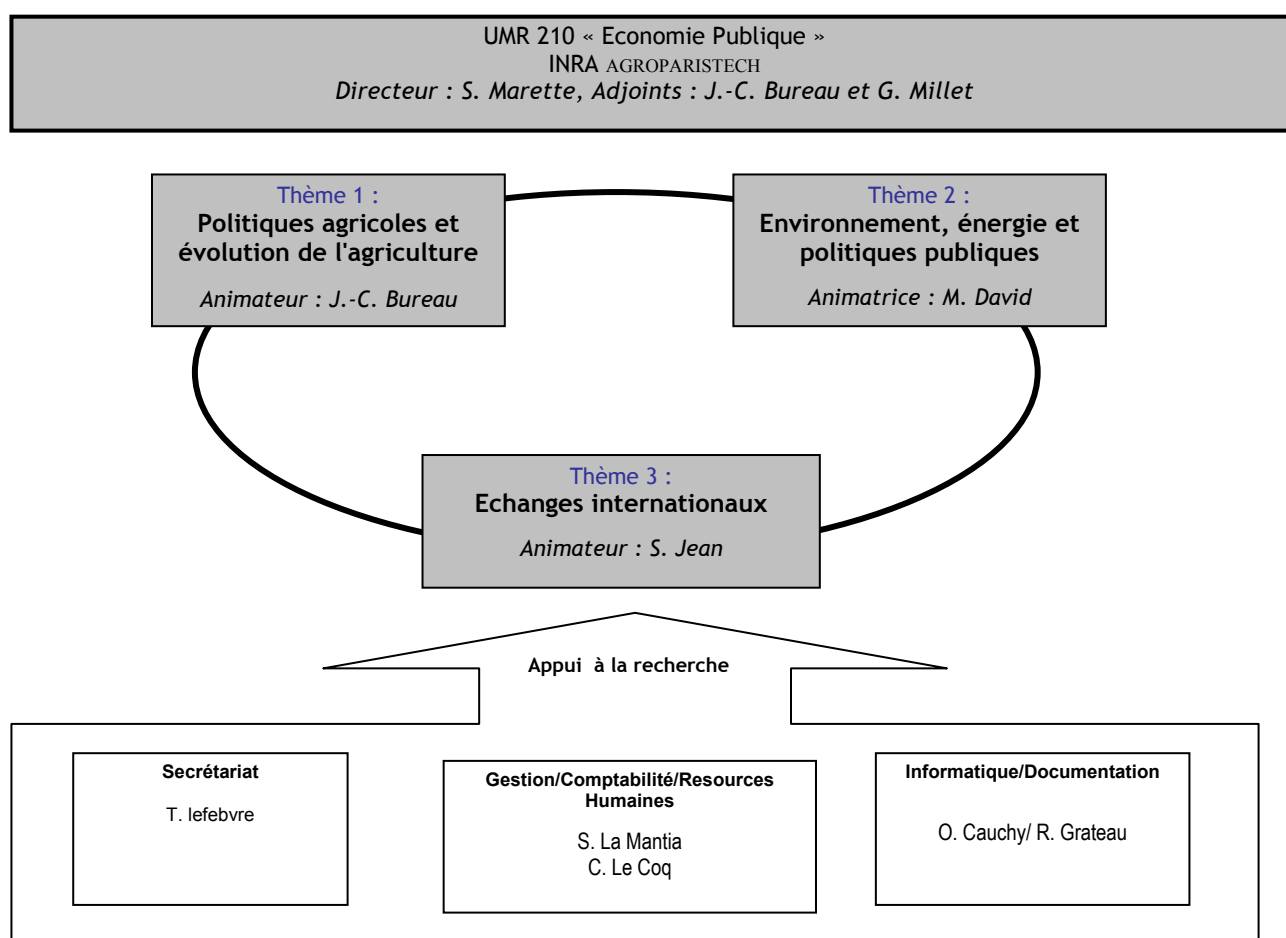 UMR 210 « Economie Publique »
INRA AGROPARISTECH
Directeur : S. Marette, Adjoints : J.-C. Bureau et G. Millet
Thème 1 :
Politiques agricoles et
évolution de l'agriculture
Animateur : J.-C. Bureau
Thème 2 :
Environnement, énergie et
politiques publiques
Animatrice : M. David
Thème 3 :
Echanges internationaux
Animateur : S. Jean
Appui à la recherche
Secrétariat
T. lefebvre
Gestion/Comptabilité/Resources
Humaines
S. La Mantia
C. Le Coq
Informatique/Documentation
O. Cauchy/ R. Grateau